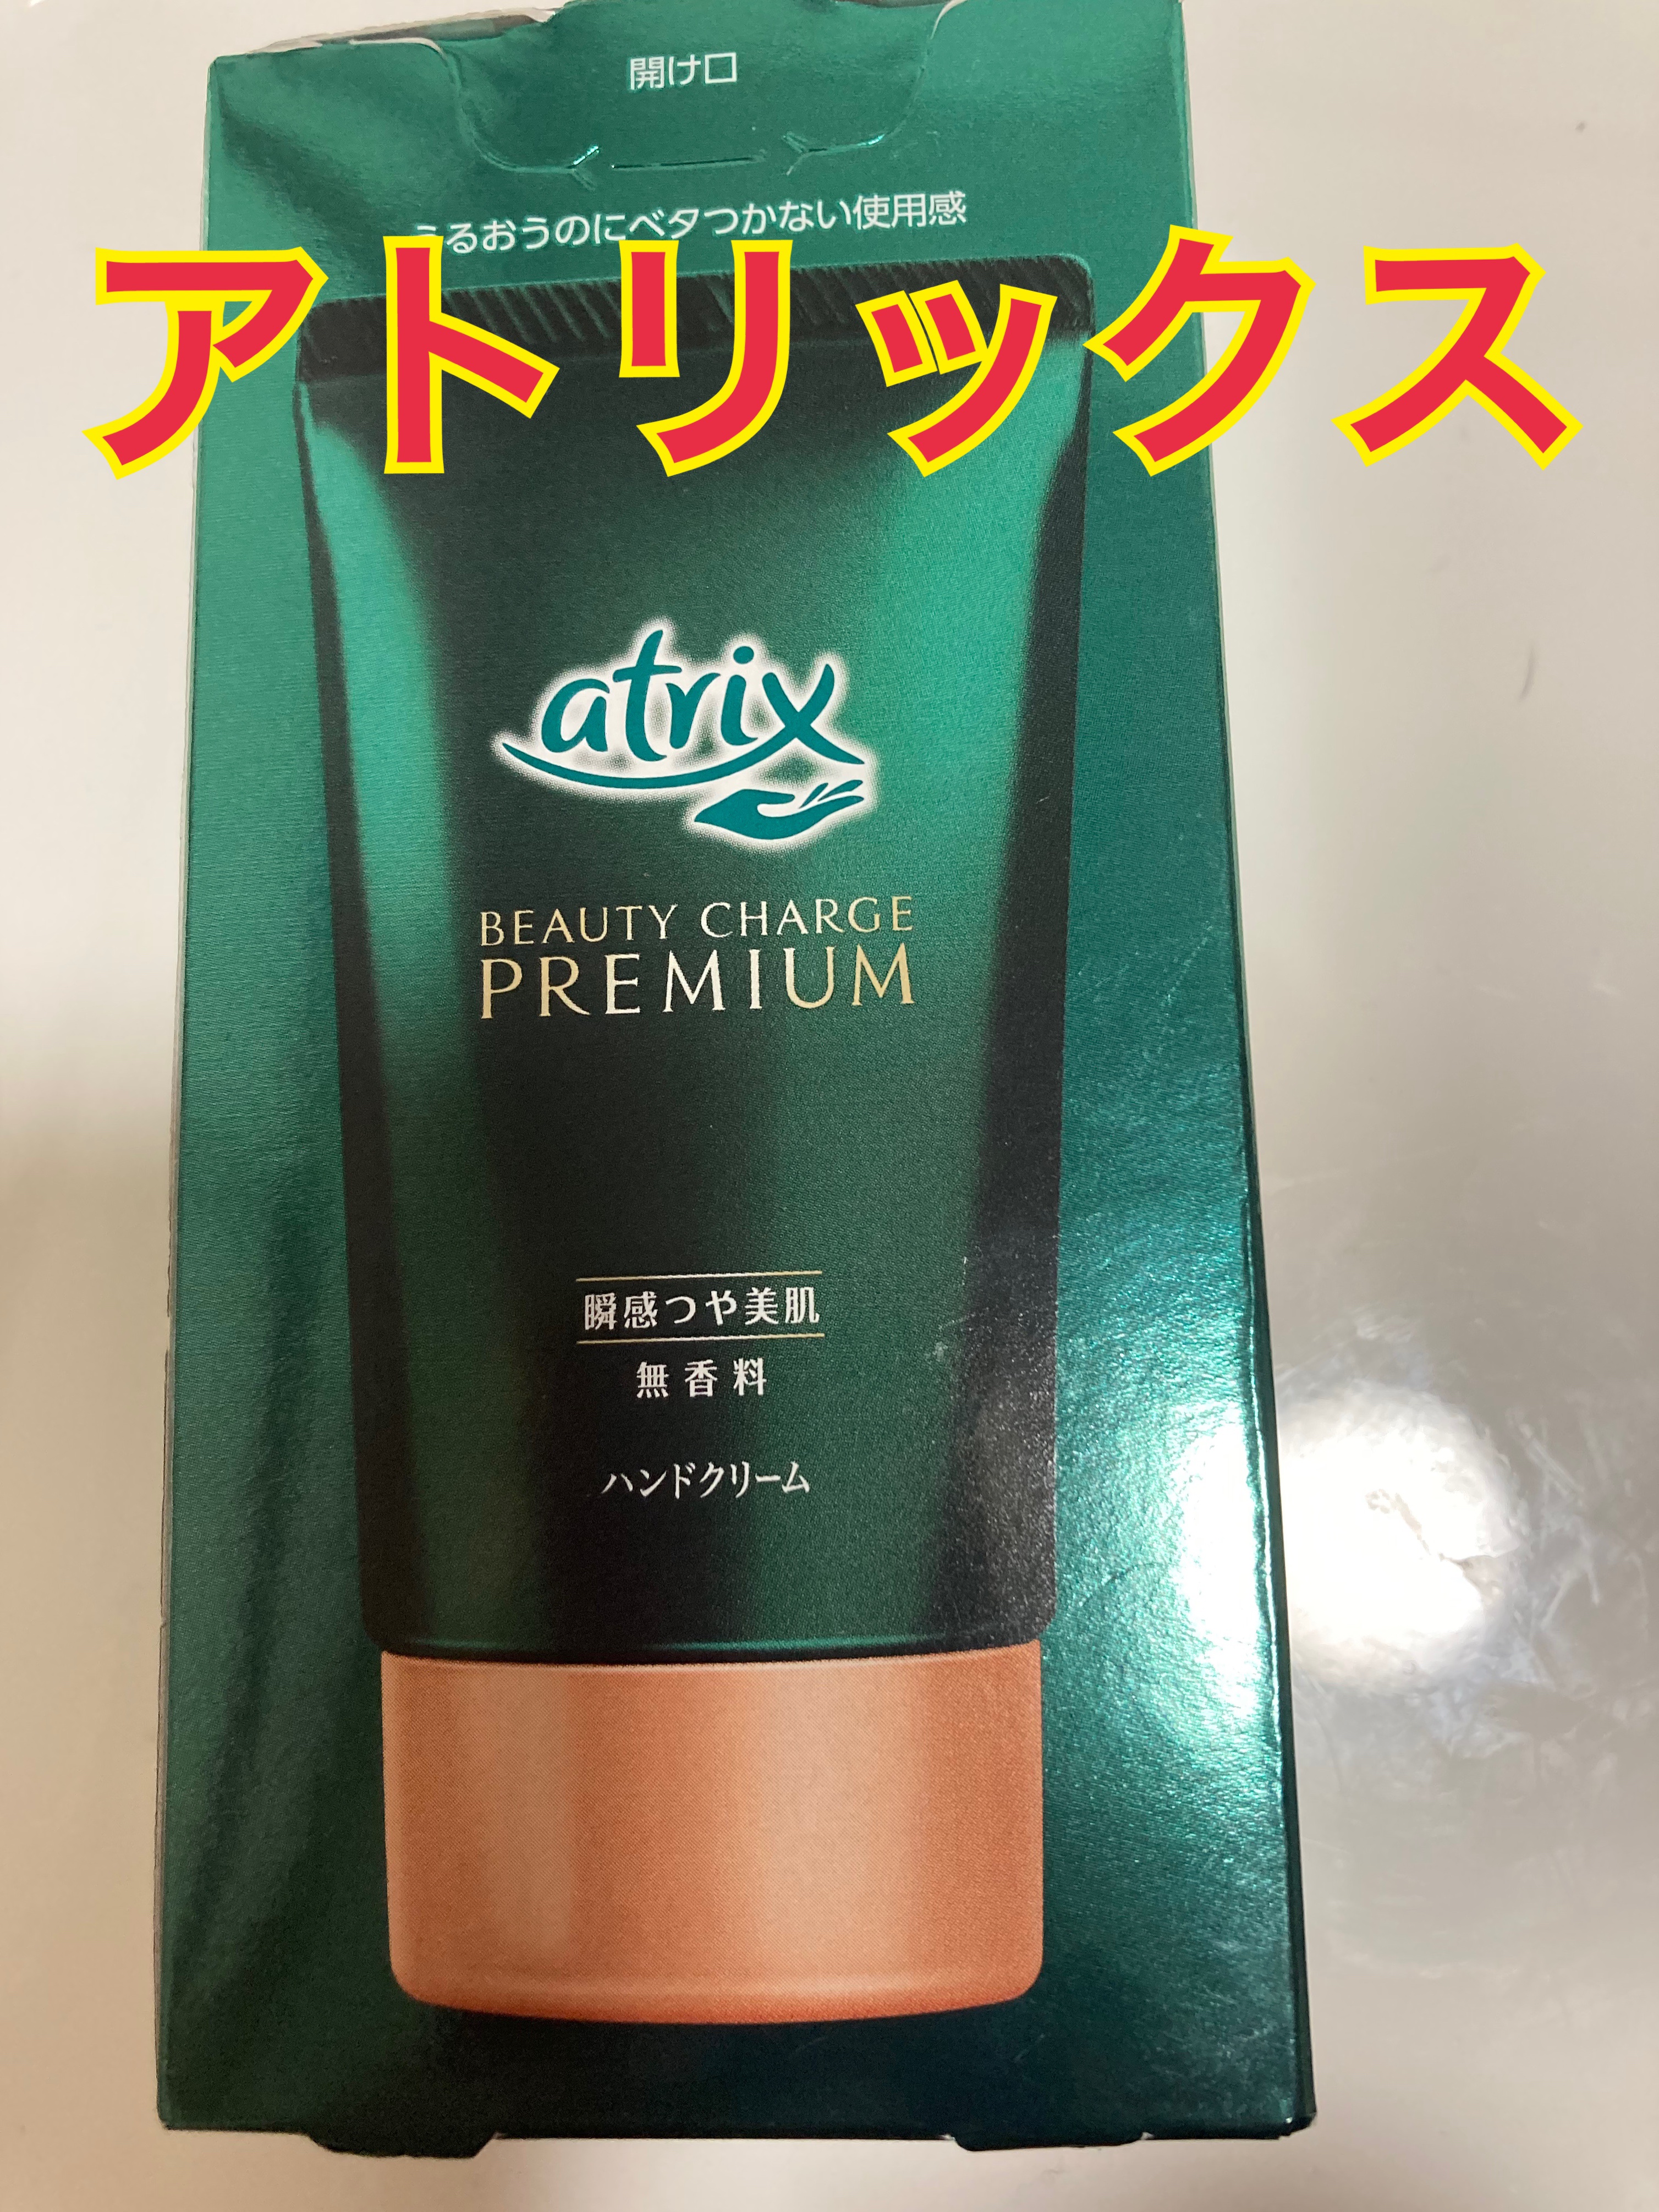 開け口
うるおうのにベタつかない使用感
アトリックス
atrix
BEAUTY CHARGE
PREMIUM
瞬感つや美肌
無香料
ハンドクリーム